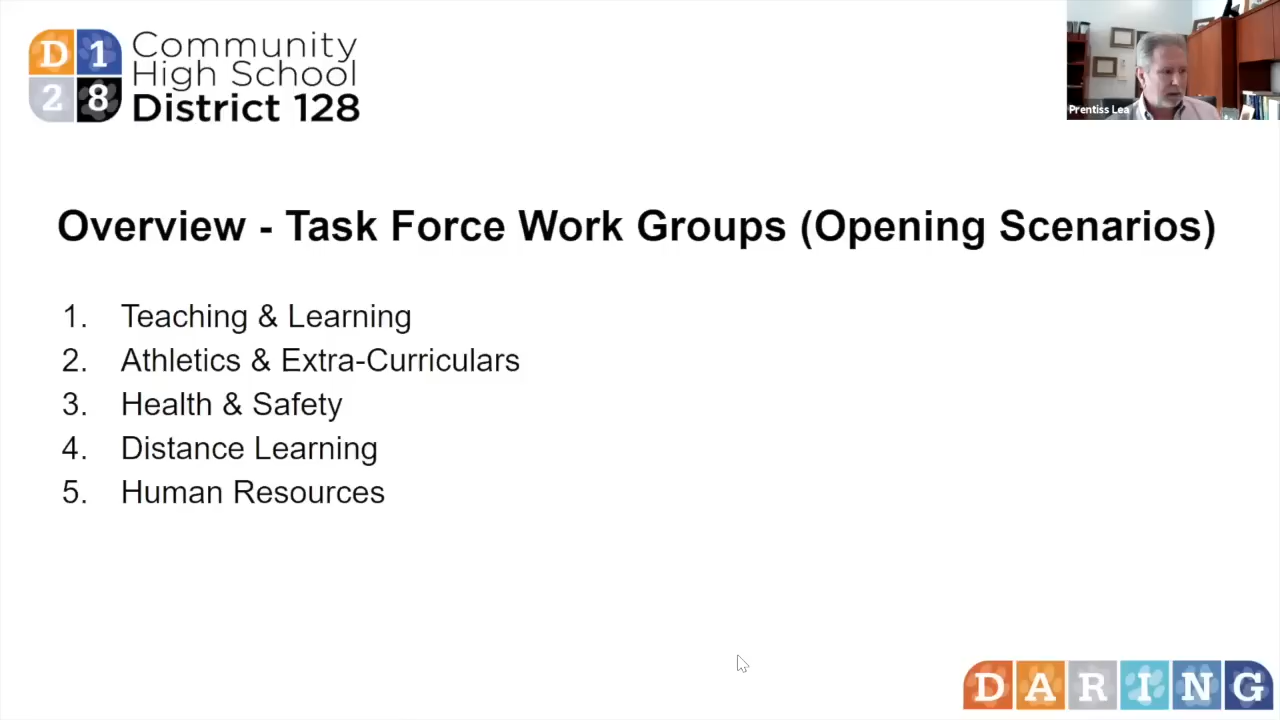 D1
28
Community
High School
District 128
Prentiss Lea
Overview - Task Force Work Groups (Opening Scenarios)
1. Teaching & Learning
2. Athletics & Extra-Curriculars
3. Health & Safety
4. Distance Learning
5. Human Resources
DARING